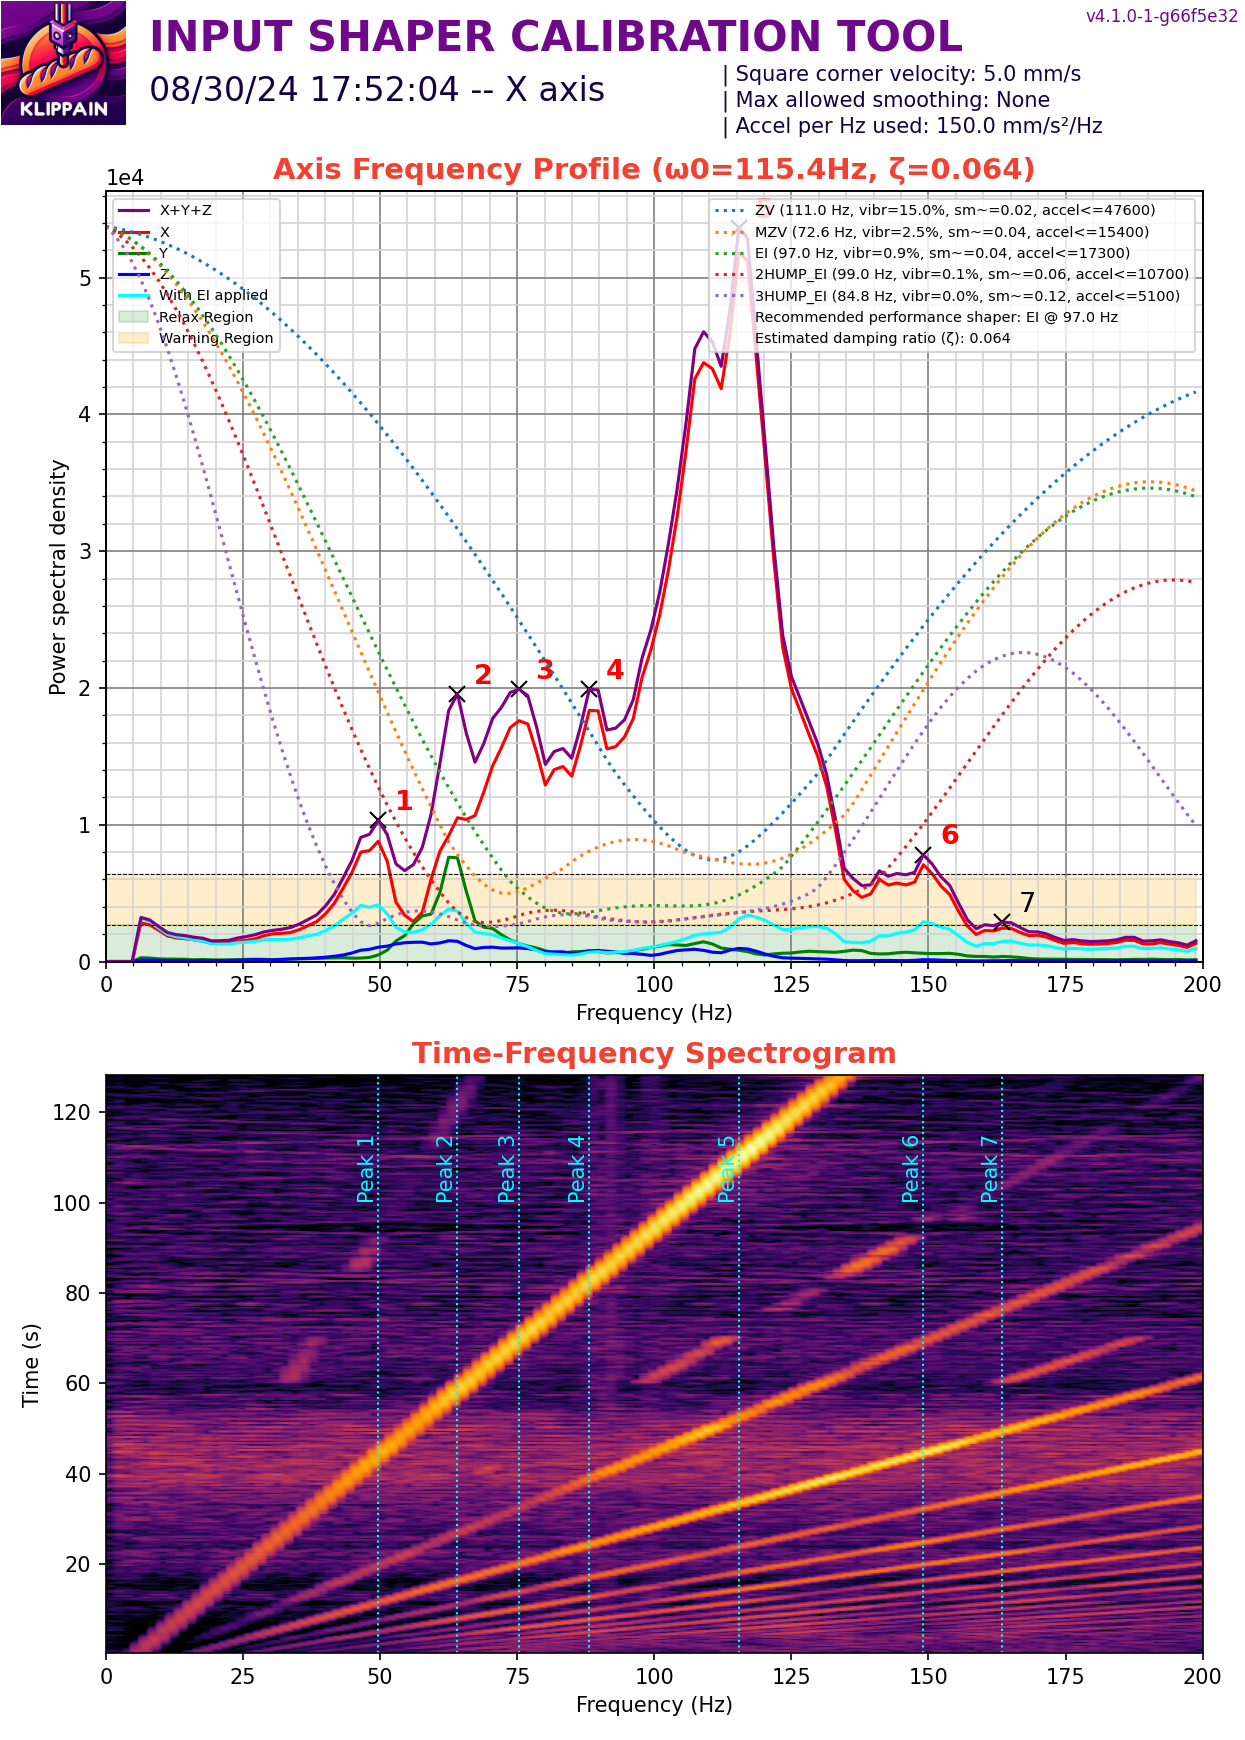 v4.1.0-1-g66f5e32
INPUT SHAPER CALIBRATION TOOL
08/30/24 17:52:04 -- X axis
| Square corner velocity: 5.0 mm/s
| Max allowed smoothing: None
| Accel per Hz used: 150.0 mm/s²/Hz
KLIPPAIN
Axis Frequency Profile (ω0=115.4Hz, ζ=0.064)
1e4
X+Y+Z
X
Y
Z
With EI applied
Relax Region
Warning Region
ZV (111.0 Hz, vibr=15.0%, sm~=0.02, accel<=47600)
MZV (72.6 Hz, vibr=2.5%, sm~=0.04, accel<=15400)
EI (97.0 Hz, vibr=0.9%, sm~=0.04, accel<=17300)
2HUMP_EI (99.0 Hz, vibr=0.1%, sm~=0.06, accel<=10700)
3HUMP_EI (84.8 Hz, vibr=0.0%, sm~=0.12, accel<=5100)
Recommended performance shaper: EI @ 97.0 Hz
Estimated damping ratio (ζ): 0.064
5
4
3
2
1
0
Power spectral density
1
2
3
4
5
6
7
0 25 50 75 100 125 150 175 200
Frequency (Hz)
Time-Frequency Spectrogram
120
100
80
60
40
20
Time (s)
Peak 1
Peak 2
Peak 3
Peak 4
Peak 5
Peak 6
Peak 7
0 25 50 75 100 125 150 175 200
Frequency (Hz)